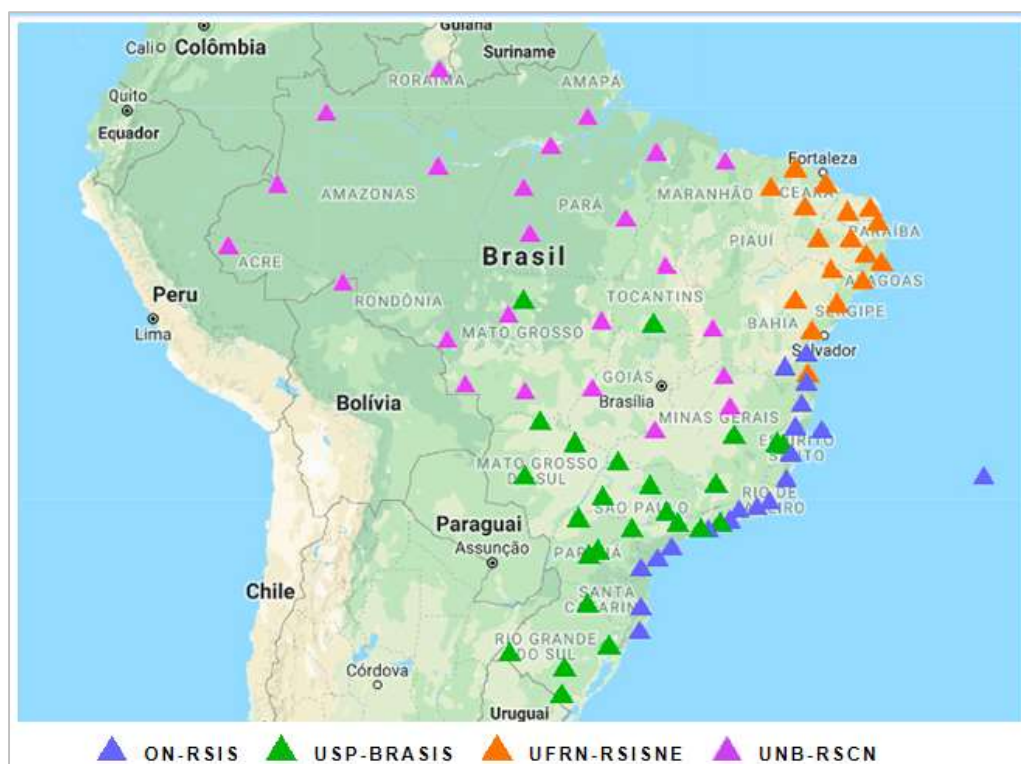 Guiana
Cali
Colômbia
Suriname
RORAIMA
AMAPÁ
Quito
Equador
Fortaleza
AMAZONAS
PARÁ
MARANHÃO
CEARÁ
PIAUÍ
PARAÍBA
Brasil
ACRE
Peru
RONDÔNIA
TOCANTINS
ALAGOAS
SERGIPE
Lima
MATO GROSSO
BAHIA
Salvador
GOIÁS
Bolívia
Brasília
MINAS GERAIS
ESPÍRITO
SANTO
MATO GROSSO
DO SUL
SÃO PAULO
RIO DE
JANEIRO
Paraguai
Assunção
PARANÁ
Chile
SANTA
CATARINA
RIO GRANDE
DO SUL
Córdova
Uruguai
ON-RSIS USP-BRASIS UFRN-RSISNE UNB-RSCN